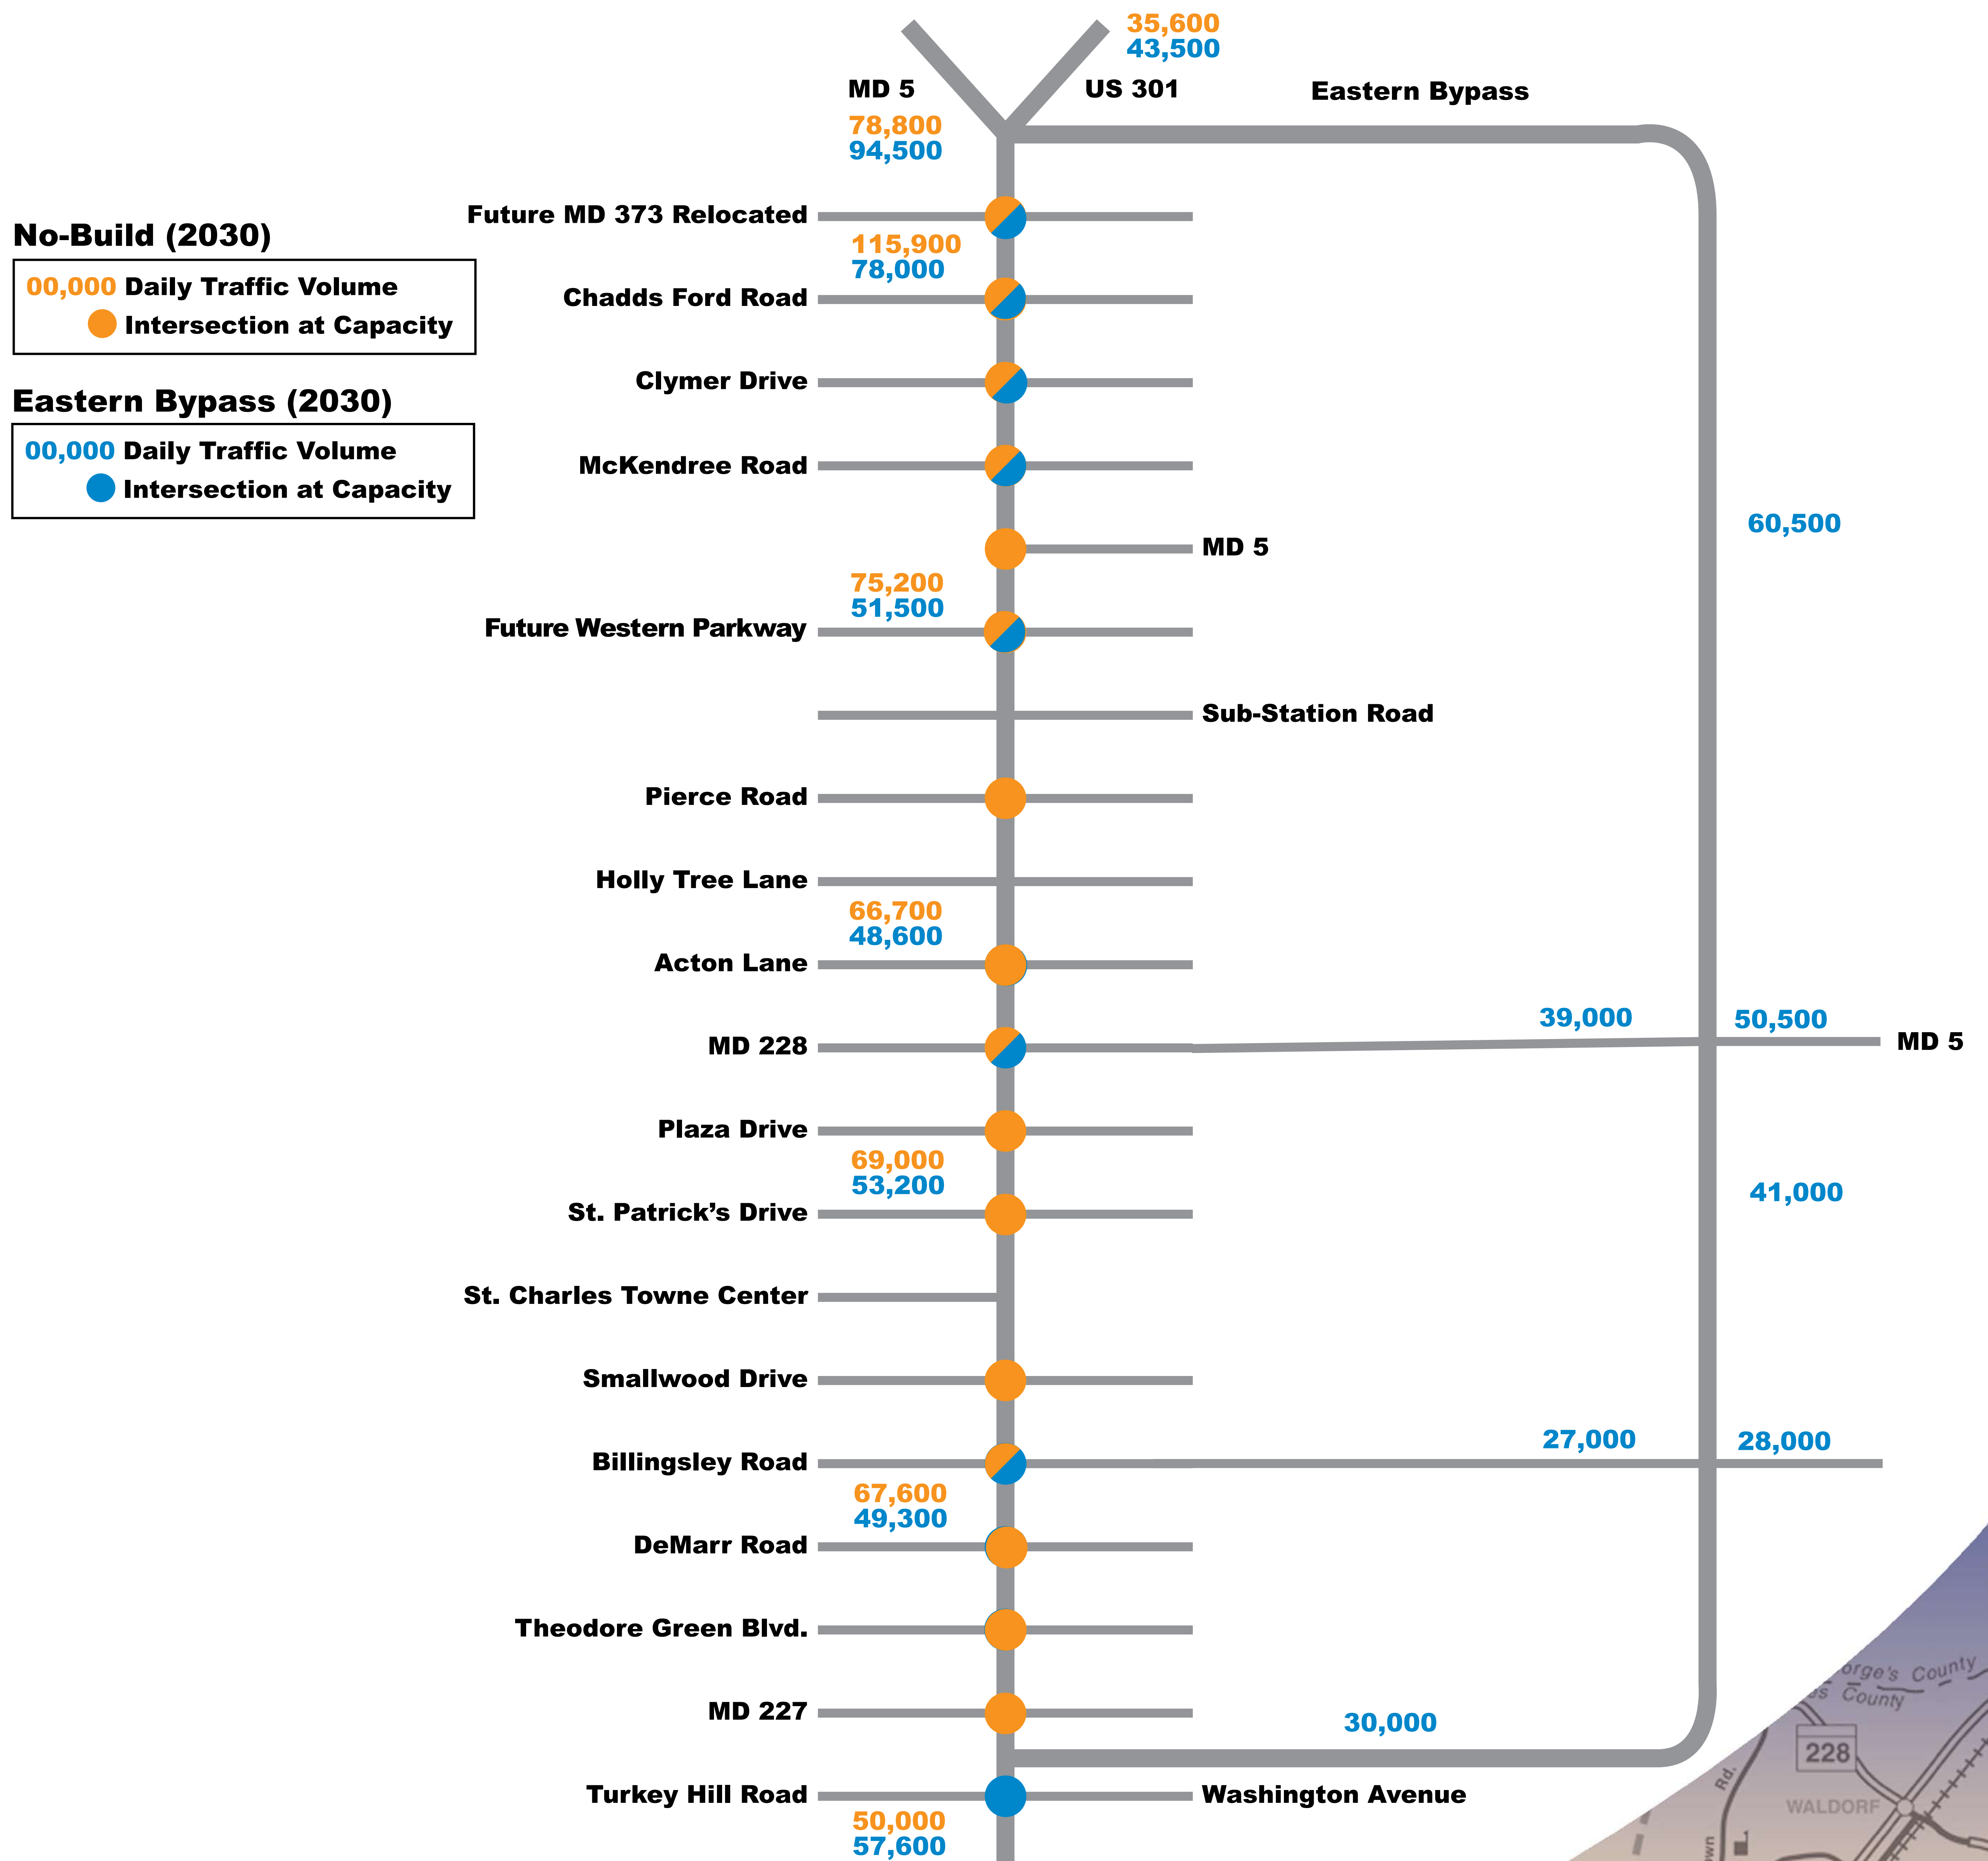 35,600
43,500
MD 5
US 301
Eastern Bypass
78,800
94,500
Future MD 373 Relocated
No-Build (2030)
115,900
78,000
00,000 Daily Traffic Volume
Intersection at Capacity
Chadds Ford Road
Clymer Drive
Eastern Bypass (2030)
00,000 Daily Traffic Volume
Intersection at Capacity
McKendree Road
60,500
MD 5
75,200
51,500
Future Western Parkway
Sub-Station Road
Pierce Road
Holly Tree Lane
66,700
48,600
Acton Lane
39,000
50,500
MD 228
MD 5
Plaza Drive
69,000
53,200
41,000
St. Patrick’s Drive
St. Charles Towne Center
Smallwood Drive
27,000
28,000
Billingsley Road
67,600
49,300
DeMarr Road
Theodore Green Blvd.
County
County
MD 227
30,000
228
Rd.
Turkey Hill Road
Washington Avenue
WALDORF
50,000
57,600